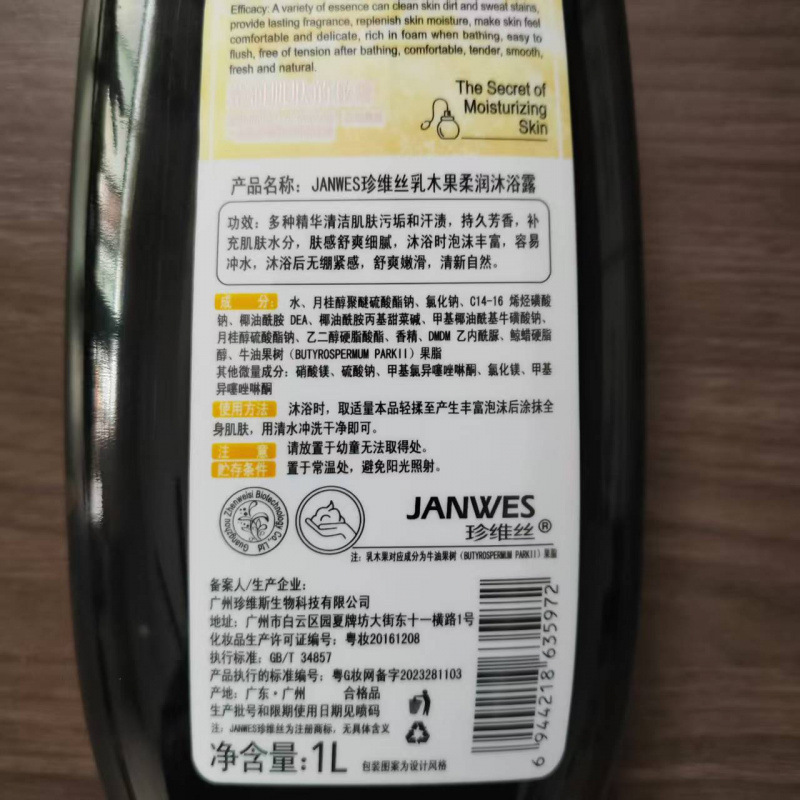 Efficacy: A variety of essence can clean skin dirt and sweat stains,
provide lasting fragrance, replenish skin moisture, make skin feel
comfortable and delicate, rich in foam when bathing, easy to
flush, free of tension after bathing, comfortable, tender, smooth,
fresh and natural.
The Secret of
Moisturizing
Skin
产品名称：JANWES珍维丝乳木果柔润沐浴露
功效：多种精华清洁肌肤污垢和汗渍，持久芳香，补
充肌肤水分，肤感舒爽细腻，沐浴时泡沫丰富，容易
冲水，沐浴后无绷紧感，舒爽嫩滑，清新自然。
成 分：水、月桂醇聚醚硫酸酯钠、氯化钠、C14-16 烯烃磺酸
钠、椰油酰胺 DEA、椰油酰胺丙基甜菜碱、甲基椰油酰基牛磺酸钠、
月桂醇硫酸酯钠、乙二醇硬脂酸酯、香精、DMDM 乙内酰脲、鲸蜡硬脂
醇、牛油果树（BUTYROSPERMUM PARKII）果脂
其他微量成分：硝酸镁、硫酸钠、甲基氯异噻唑啉酮、氯化镁、甲基
异噻唑啉酮
使用方法 沐浴时，取适量本品轻揉至产生丰富泡沫后涂抹全
身肌肤，用清水冲洗干净即可。
注 意 请放置于幼童无法取得处。
贮存条件 置于常温处，避免阳光照射。
Guangzhou Zhenweisi Biotechnology Co., Ltd
JANWES
珍维丝®
注：乳木果对应成分为牛油果树（BUTYROSPERMUM PARKII）果脂
备案人/生产企业：
广州珍维斯生物科技有限公司
地址：广州市白云区园夏牌坊大街东十一横路1号
化妆品生产许可证编号：粤妆20161208
执行标准：GB/T 34857
产品执行的标准编号：粤G妆网备字2023281103
产地：广东·广州 合格品
生产批号和限期使用日期见喷码
注：JANWES珍维丝为注册商标，无具体含义
净含量：1L 包装图案为设计风格
6 944218 635972